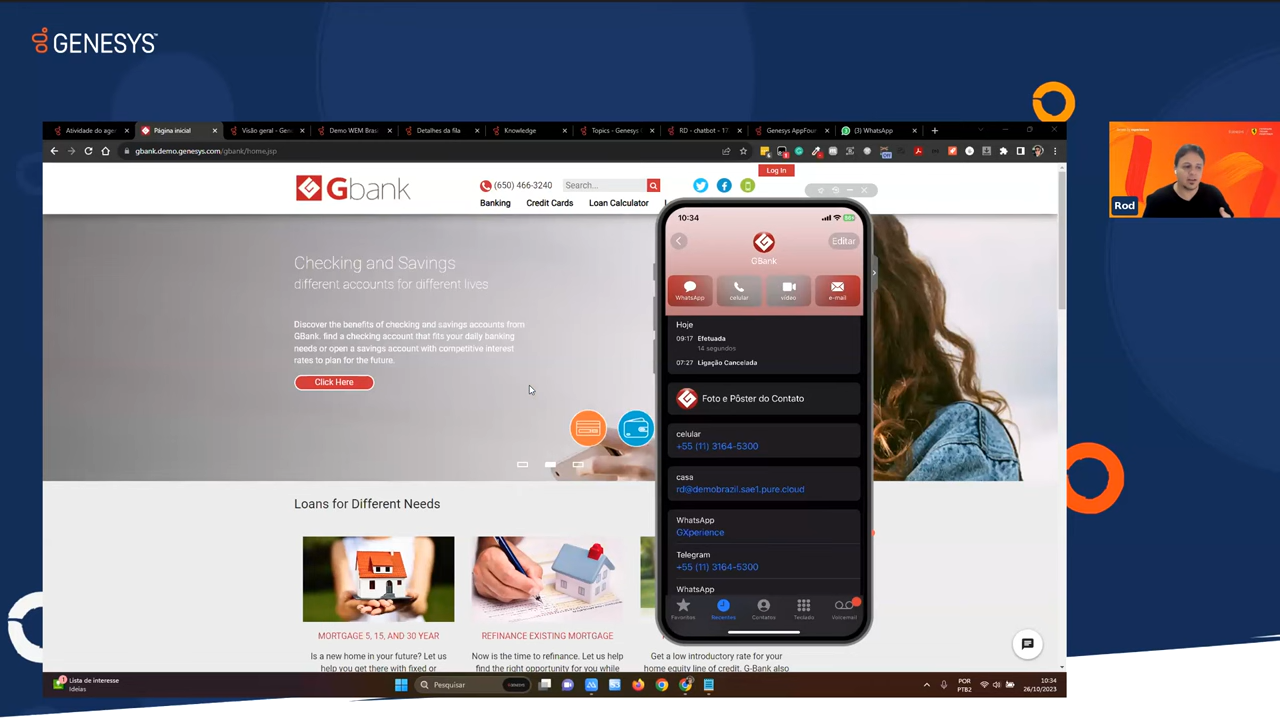 GENESYS™
Atividade do age
Página inicial
Visão geral - Gen
Demo WEM Bras
Detalhes da fila
Knowledge
Topics - Genesys
RD - chatbot - 17
Genesys AppFoun
(3) WhatsApp
gbank.demo.genesys.com/gbank/home.jsp
Gbank
(650) 466-3240
Search...
Log In
Banking
Credit Cards
Loan Calculator
Checking and Savings
different accounts for different lives
Discover the benefits of checking and savings accounts from
GBank. find a checking account that fits your daily banking
needs or open a savings account with competitive interest
rates to plan for the future.
Click Here
Loans for Different Needs
MORTGAGE 5, 15, AND 30 YEAR
Is a new home in your future? Let us
help you get there with fixed or
REFINANCE EXISTING MORTGAGE
Now is the time to refinance. Let us help
find the right opportunity for you while
Get a low introductory rate for your
home equity line of credit. G-Bank also
10:34
Editar
GBank
WhatsApp
celular
vídeo
e-mail
Hoje
09:17 Efetuada
14 segundos
07:27 Ligação Cancelada
Foto e Pôster do Contato
celular
+55 (11) 3164-5300
casa
rd@demobrazil.sae1.pure.cloud
WhatsApp
GXperience
Telegram
+55 (11) 3164-5300
WhatsApp
Favoritos
Recentes
Contatos
Teclado
Voicemail
Rod
Lista de interesse
Ideias
Pesquisar
POR
PTB2
10:34
26/10/2023